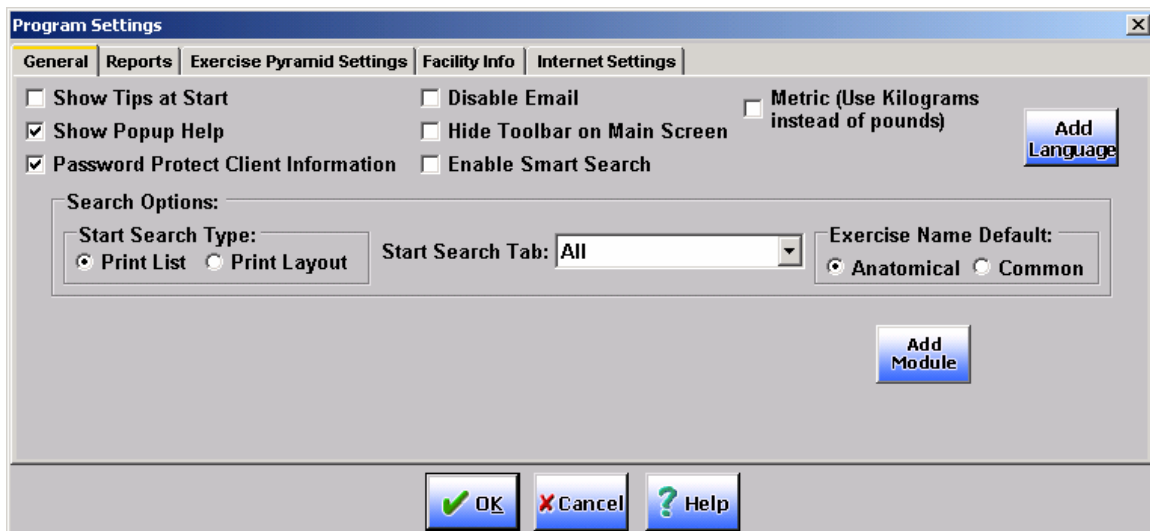 Program Settings
General Reports Exercise Pyramid Settings Facility Info Internet Settings
Show Tips at Start
Show Popup Help
Password Protect Client Information
Disable Email
Hide Toolbar on Main Screen
Enable Smart Search
Metric (Use Kilograms
instead of pounds)
Add
Language
Search Options:
Start Search Type:
Print List Print Layout
Start Search Tab: All
Exercise Name Default:
Anatomical Common
Add
Module
OK Cancel Help